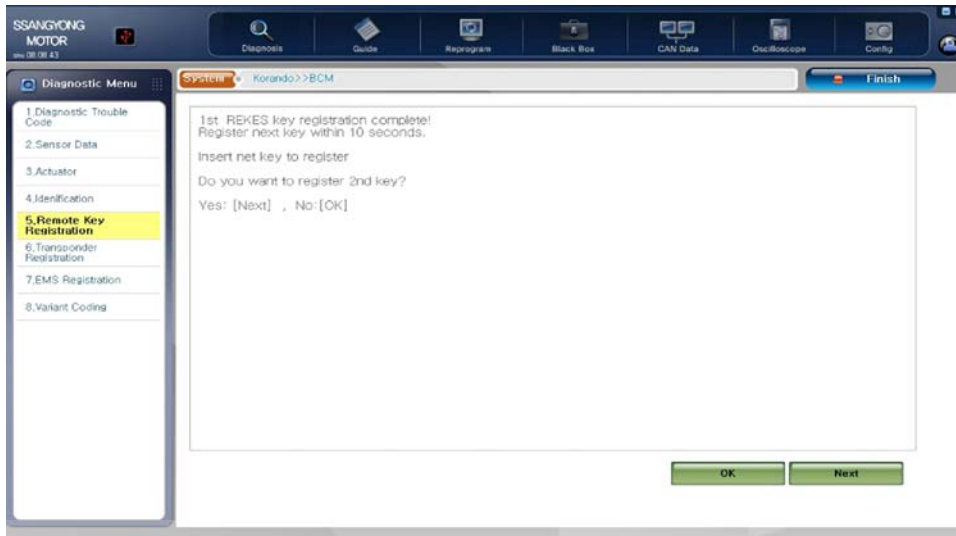 SSANGYONG
MOTOR
Diagnosis
Guide
Reprogram
Black Box
CAN Data
Oscilloscope
Config
Diagnostic Menu
System
Korando>>BCM
Finish
1.Diagnostic Trouble
Code
2.Sensor Data
3.Actuator
4.Idenification
5.Remote Key
Registration
6.Transponder
Registration
7.EMS Registration
8.Variant Coding
1st REKES key registration complete!
Register next key within 10 seconds.
Insert net key to register
Do you want to register 2nd key?
Yes: [Next] , No:[OK]
OK
Next